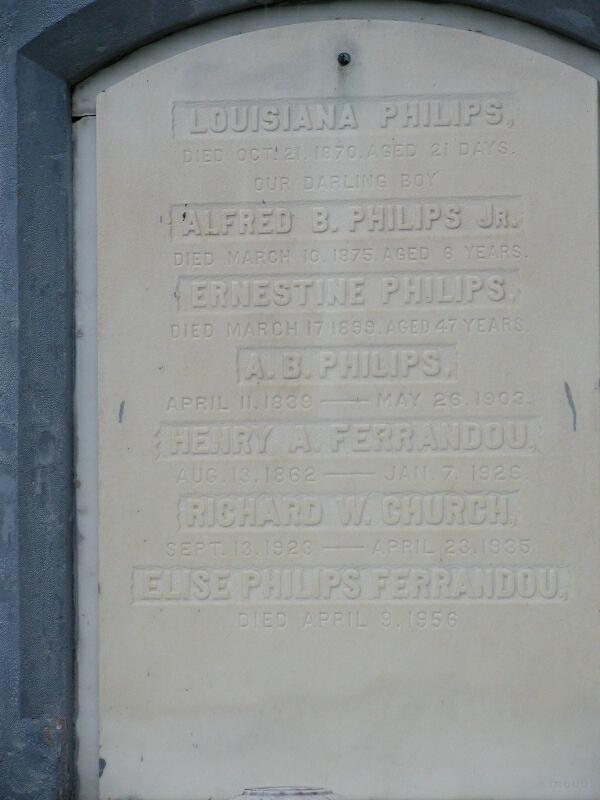 LOUISIANA PHILIPS,
DIED OCT. 21, 1870, AGED 21 DAYS.
OUR DARLING BOY
ALFRED B. PHILIPS JR.
DIED MARCH 10, 1875, AGED 6 YEARS.
ERNESTINE PHILIPS,
DIED MARCH 17 1899, AGED 47 YEARS.
A. B. PHILIPS,
APRIL 11, 1839 — MAY 26, 1903.
HENRY A. FERRANDOU,
AUG. 13, 1862 — JAN. 7, 1926
RICHARD W. CHURCH,
SEPT. 13, 1923 — APRIL 23, 1935
ELISE PHILIPS FERRANDOU,
DIED APRIL 9, 1956